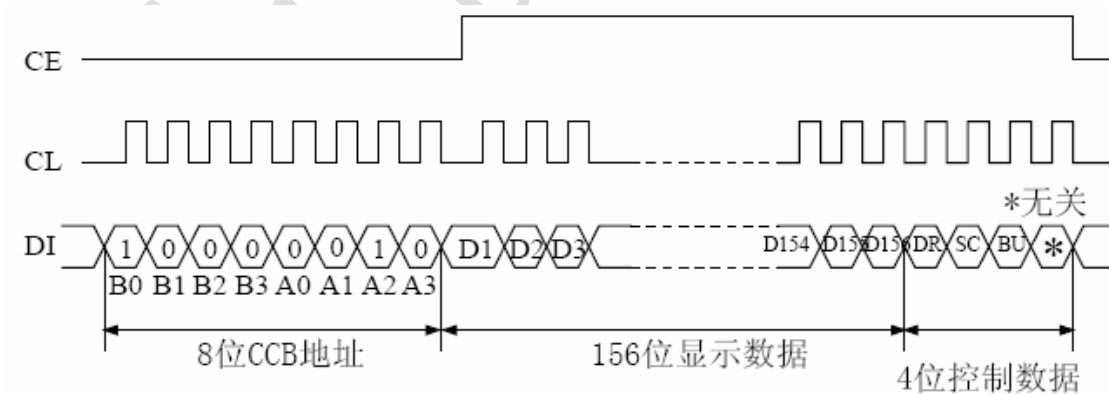 CE
CL
*无关
DI 1 0 0 0 0 0 1 0 D1 D2 D3 D154 D155 D156 DR SC BU *
B0 B1 B2 B3 A0 A1 A2 A3
8位CCB地址 156位显示数据
4位控制数据